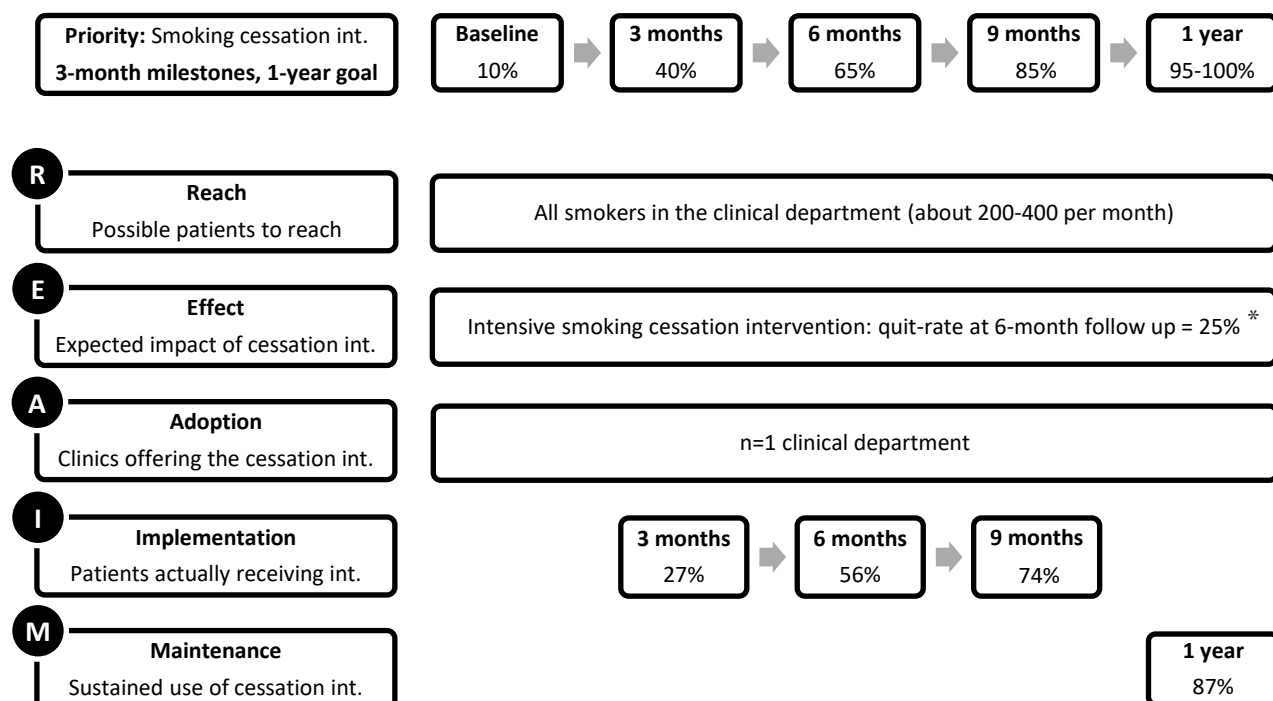 Priority: Smoking cessation int.
3-month milestones, 1-year goal
Baseline
10%
3 months
40%
6 months
65%
9 months
85%
1 year
95-100%
R
Reach
Possible patients to reach
All smokers in the clinical department (about 200-400 per month)
E
Effect
Expected impact of cessation int.
Intensive smoking cessation intervention: quit-rate at 6-month follow up = 25% *
A
Adoption
Clinics offering the cessation int.
n=1 clinical department
I
Implementation
Patients actually receiving int.
3 months
27%
6 months
56%
9 months
74%
M
Maintenance
Sustained use of cessation int.
1 year
87%